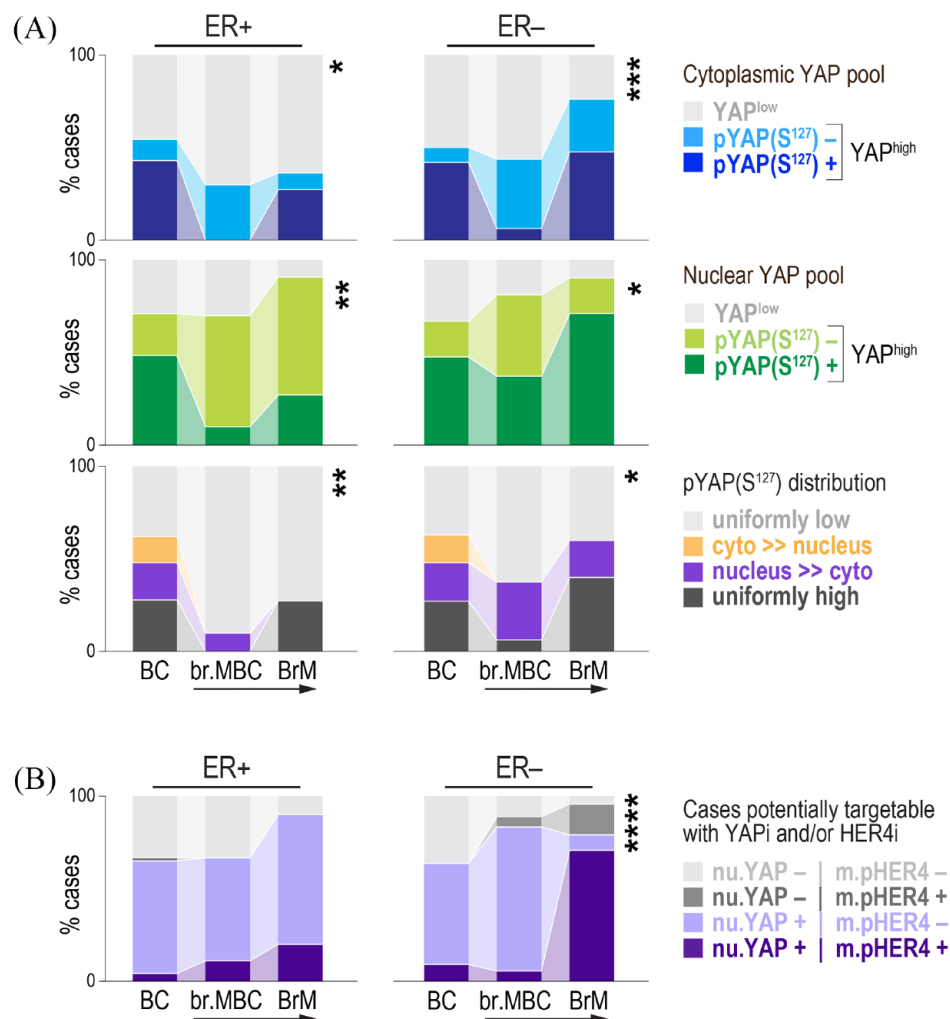 (A)
ER+
ER–
100
% cases
0
*
***
Cytoplasmic YAP pool
YAPlow
pYAP(S127) –
pYAP(S127) +
YAPhigh
100
% cases
0
**
*
Nuclear YAP pool
YAPlow
pYAP(S127) –
pYAP(S127) +
YAPhigh
100
% cases
0
**
*
pYAP(S127) distribution
uniformly low
cyto >> nucleus
nucleus >> cyto
uniformly high
BC br.MBC BrM
BC br.MBC BrM
(B)
ER+
ER–
100
% cases
0
****
Cases potentially targetable
with YAPi and/or HER4i
nu.YAP – | m.pHER4 –
nu.YAP – | m.pHER4 +
nu.YAP + | m.pHER4 –
nu.YAP + | m.pHER4 +
BC br.MBC BrM
BC br.MBC BrM